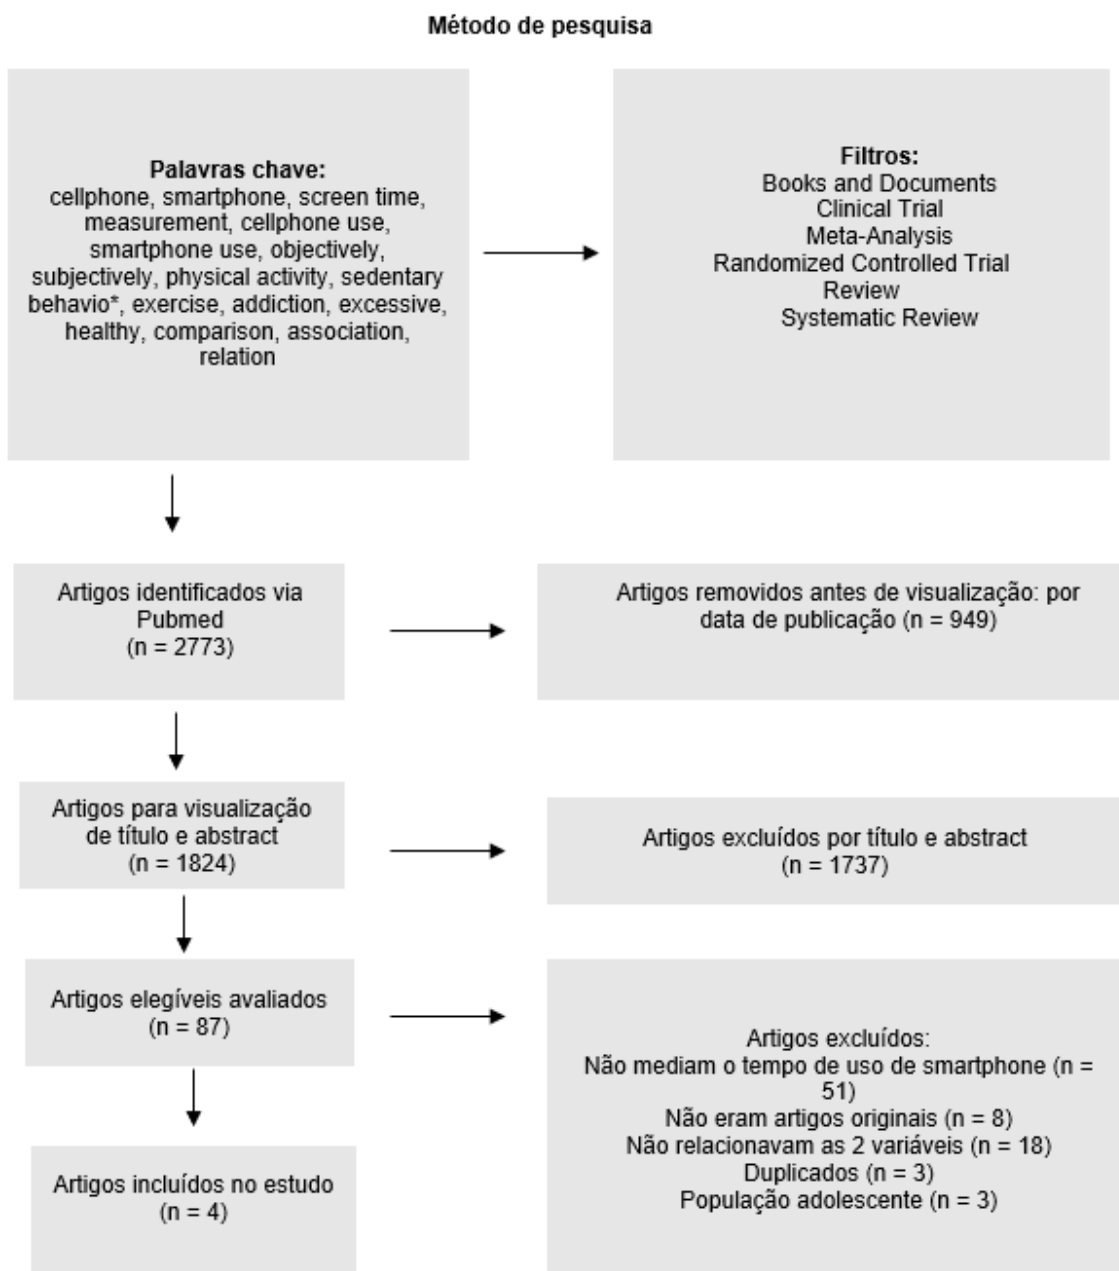 Método de pesquisa
Palavras chave:
cellphone, smartphone, screen time,
measurement, cellphone use,
smartphone use, objectively,
subjectively, physical activity, sedentary
behavio*, exercise, addiction, excessive,
healthy, comparison, association,
relation
Filtros:
Books and Documents
Clinical Trial
Meta-Analysis
Randomized Controlled Trial
Review
Systematic Review
Artigos identificados via
Pubmed
(n = 2773)
Artigos removidos antes de visualização: por
data de publicação (n = 949)
Artigos para visualização
de título e abstract
(n = 1824)
Artigos excluídos por título e abstract
(n = 1737)
Artigos elegíveis avaliados
(n = 87)
Artigos excluídos:
Não mediam o tempo de uso de smartphone (n =
51)
Não eram artigos originais (n = 8)
Não relacionavam as 2 variáveis (n = 18)
Duplicados (n = 3)
População adolescente (n = 3)
Artigos incluídos no estudo
(n = 4)